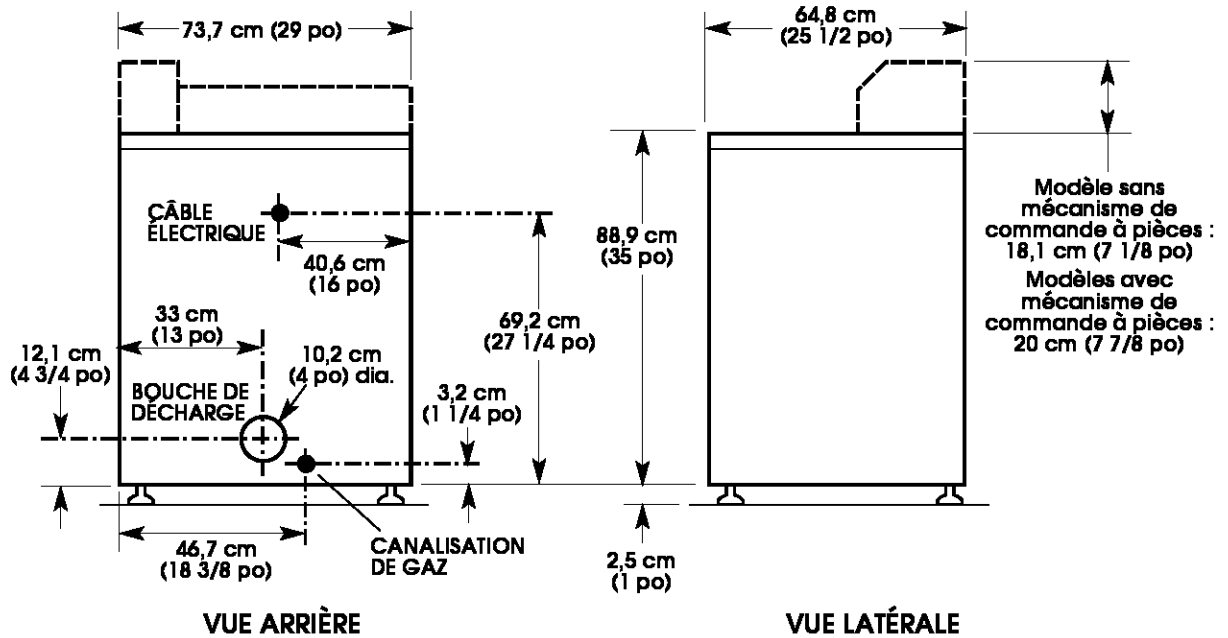 73,7 cm (29 po)
64,8 cm
(25 1/2 po)
CÂBLE
ÉLECTRIQUE
40,6 cm
(16 po)
88,9 cm
(35 po)
Modèle sans
mécanisme de
commande à pièces :
18,1 cm (7 1/8 po)
Modèles avec
mécanisme de
commande à pièces :
20 cm (7 7/8 po)
33 cm
(13 po)
69,2 cm
(27 1/4 po)
12,1 cm
(4 3/4 po)
10,2 cm
(4 po) dia.
BOUCHE DE
DÉCHARGE
3,2 cm
(1 1/4 po)
46,7 cm
(18 3/8 po)
CANALISATION
DE GAZ
2,5 cm
(1 po)
VUE ARRIÈRE
VUE LATÉRALE